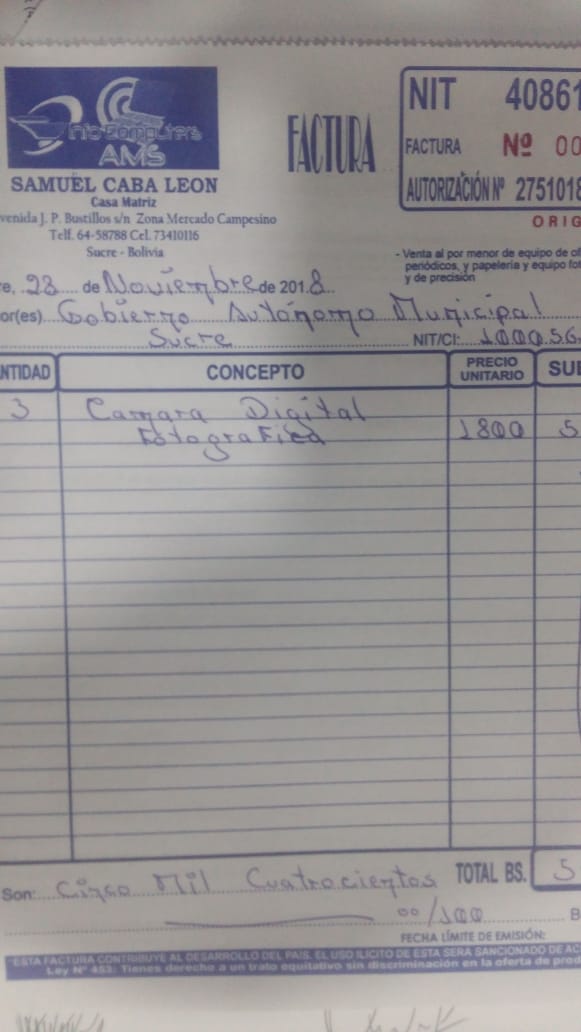 Info Computers
AMS
SAMUEL CABA LEON
Casa Matriz
venida J. P. Bustillos s/n Zona Mercado Campesino
Telf. 64-58788 Cel. 73410116
Sucre - Bolivia
FACTURA
NIT 40861
FACTURA Nº 00
AUTORIZACIÓN Nº 2751018
ORIG
- Venta al por menor de equipo de of
periódicos, y papelería y equipo fot
y de precisión
re, 28 de Noviembre de 2018
or(es) Gobierno Autónomo Municipal
Sucre NIT/CI: 1000565
NTIDAD CONCEPTO PRECIO UNITARIO SUB
3 Camara Digital
Fotografica 1800 5
Son: Cinco Mil Cuatrocientos TOTAL BS. 5
00/100 B
FECHA LÍMITE DE EMISIÓN:
"ESTA FACTURA CONTRIBUYE AL DESARROLLO DEL PAÍS. EL USO ILÍCITO DE ESTA SERÁ SANCIONADO DE AC
Ley Nº 453: Tienes derecho a un trato equitativo sin discriminación en la oferta de prod